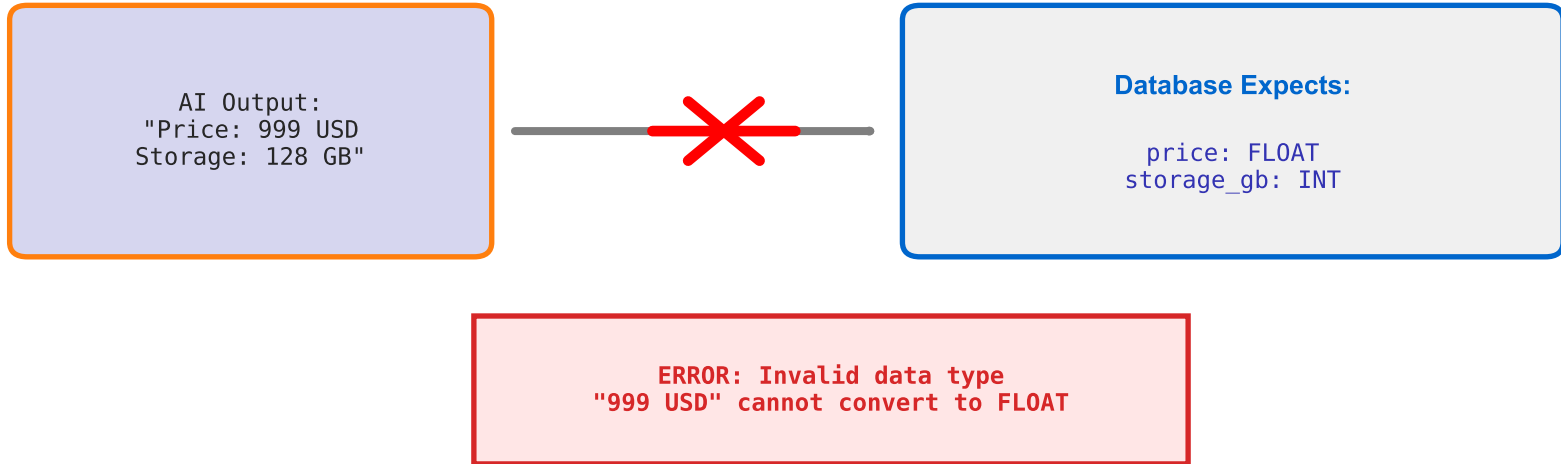 AI Output:
"Price: 999 USD
Storage: 128 GB"
Database Expects:
price: FLOAT
storage_gb: INT
ERROR: Invalid data type
"999 USD" cannot convert to FLOAT